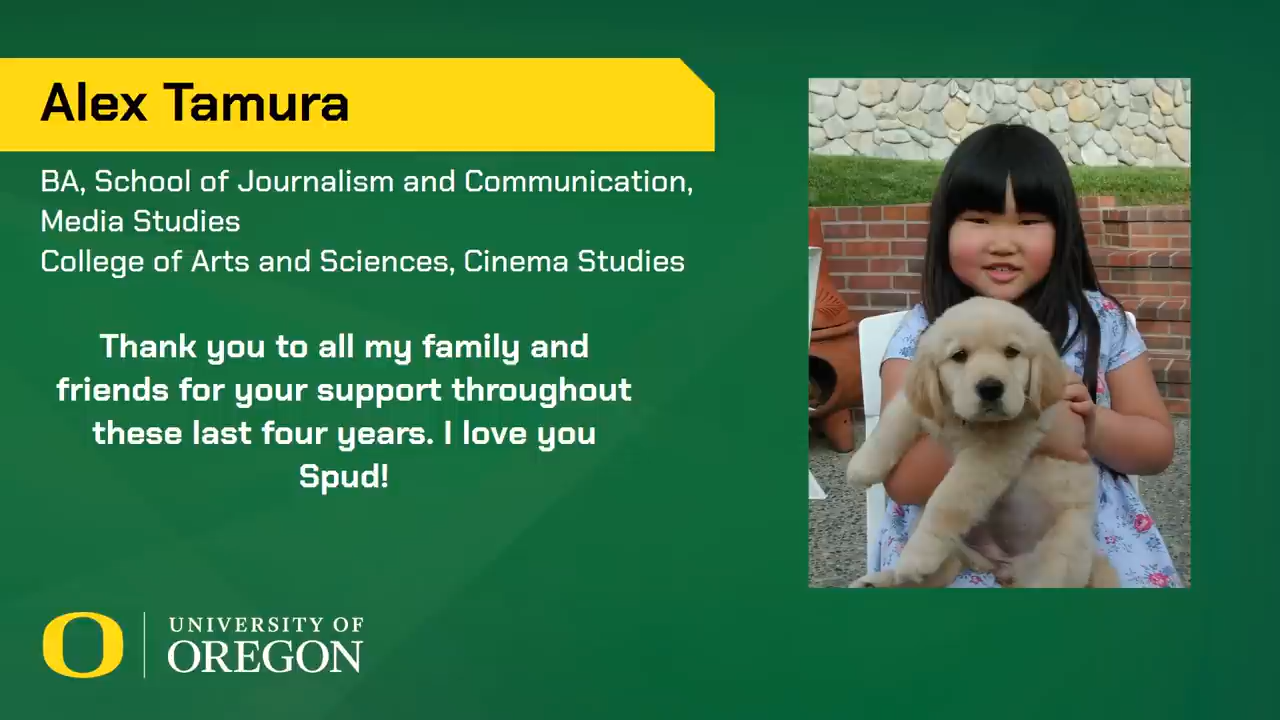 Alex Tamura
BA, School of Journalism and Communication,
Media Studies
College of Arts and Sciences, Cinema Studies
Thank you to all my family and
friends for your support throughout
these last four years. I love you
Spud!
O
UNIVERSITY OF
OREGON